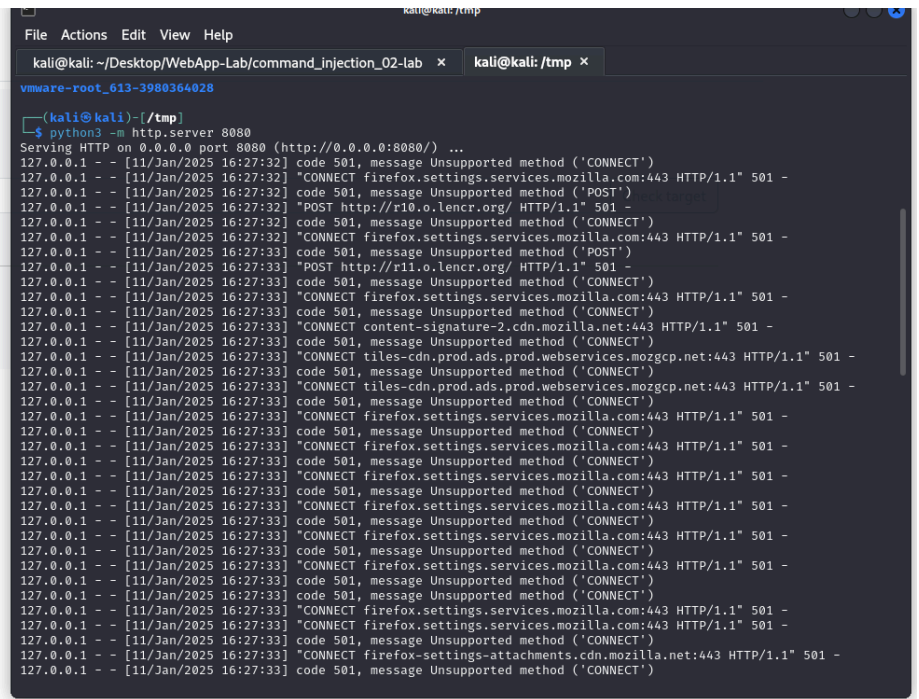 kali@kali: /tmp
File Actions Edit View Help
kali@kali: ~/Desktop/WebApp-Lab/command_injection_02-lab × kali@kali: /tmp ×
vmware-root_613-3980364028
┌──(kali㉿kali)-[/tmp]
└─$ python3 -m http.server 8080
Serving HTTP on 0.0.0.0 port 8080 (http://0.0.0.0:8080/) ...
127.0.0.1 - - [11/Jan/2025 16:27:32] code 501, message Unsupported method ('CONNECT')
127.0.0.1 - - [11/Jan/2025 16:27:32] "CONNECT firefox.settings.services.mozilla.com:443 HTTP/1.1" 501 -
127.0.0.1 - - [11/Jan/2025 16:27:32] code 501, message Unsupported method ('POST')
127.0.0.1 - - [11/Jan/2025 16:27:32] "POST http://r10.o.lencr.org/ HTTP/1.1" 501 -
127.0.0.1 - - [11/Jan/2025 16:27:32] code 501, message Unsupported method ('CONNECT')
127.0.0.1 - - [11/Jan/2025 16:27:32] "CONNECT firefox.settings.services.mozilla.com:443 HTTP/1.1" 501 -
127.0.0.1 - - [11/Jan/2025 16:27:33] code 501, message Unsupported method ('POST')
127.0.0.1 - - [11/Jan/2025 16:27:33] "POST http://r11.o.lencr.org/ HTTP/1.1" 501 -
127.0.0.1 - - [11/Jan/2025 16:27:33] code 501, message Unsupported method ('CONNECT')
127.0.0.1 - - [11/Jan/2025 16:27:33] "CONNECT firefox.settings.services.mozilla.com:443 HTTP/1.1" 501 -
127.0.0.1 - - [11/Jan/2025 16:27:33] code 501, message Unsupported method ('CONNECT')
127.0.0.1 - - [11/Jan/2025 16:27:33] "CONNECT content-signature-2.cdn.mozilla.net:443 HTTP/1.1" 501 -
127.0.0.1 - - [11/Jan/2025 16:27:33] code 501, message Unsupported method ('CONNECT')
127.0.0.1 - - [11/Jan/2025 16:27:33] "CONNECT tiles-cdn.prod.ads.prod.webservices.mozgcp.net:443 HTTP/1.1" 501 -
127.0.0.1 - - [11/Jan/2025 16:27:33] code 501, message Unsupported method ('CONNECT')
127.0.0.1 - - [11/Jan/2025 16:27:33] "CONNECT tiles-cdn.prod.ads.prod.webservices.mozgcp.net:443 HTTP/1.1" 501 -
127.0.0.1 - - [11/Jan/2025 16:27:33] code 501, message Unsupported method ('CONNECT')
127.0.0.1 - - [11/Jan/2025 16:27:33] "CONNECT firefox.settings.services.mozilla.com:443 HTTP/1.1" 501 -
127.0.0.1 - - [11/Jan/2025 16:27:33] code 501, message Unsupported method ('CONNECT')
127.0.0.1 - - [11/Jan/2025 16:27:33] "CONNECT firefox.settings.services.mozilla.com:443 HTTP/1.1" 501 -
127.0.0.1 - - [11/Jan/2025 16:27:33] code 501, message Unsupported method ('CONNECT')
127.0.0.1 - - [11/Jan/2025 16:27:33] "CONNECT firefox.settings.services.mozilla.com:443 HTTP/1.1" 501 -
127.0.0.1 - - [11/Jan/2025 16:27:33] code 501, message Unsupported method ('CONNECT')
127.0.0.1 - - [11/Jan/2025 16:27:33] "CONNECT firefox.settings.services.mozilla.com:443 HTTP/1.1" 501 -
127.0.0.1 - - [11/Jan/2025 16:27:33] code 501, message Unsupported method ('CONNECT')
127.0.0.1 - - [11/Jan/2025 16:27:33] "CONNECT firefox.settings.services.mozilla.com:443 HTTP/1.1" 501 -
127.0.0.1 - - [11/Jan/2025 16:27:33] code 501, message Unsupported method ('CONNECT')
127.0.0.1 - - [11/Jan/2025 16:27:33] "CONNECT firefox.settings.services.mozilla.com:443 HTTP/1.1" 501 -
127.0.0.1 - - [11/Jan/2025 16:27:33] code 501, message Unsupported method ('CONNECT')
127.0.0.1 - - [11/Jan/2025 16:27:33] code 501, message Unsupported method ('CONNECT')
127.0.0.1 - - [11/Jan/2025 16:27:33] "CONNECT firefox.settings.services.mozilla.com:443 HTTP/1.1" 501 -
127.0.0.1 - - [11/Jan/2025 16:27:33] "CONNECT firefox.settings.services.mozilla.com:443 HTTP/1.1" 501 -
127.0.0.1 - - [11/Jan/2025 16:27:33] code 501, message Unsupported method ('CONNECT')
127.0.0.1 - - [11/Jan/2025 16:27:33] "CONNECT firefox-settings-attachments.cdn.mozilla.net:443 HTTP/1.1" 501 -
127.0.0.1 - - [11/Jan/2025 16:27:33] code 501, message Unsupported method ('CONNECT')